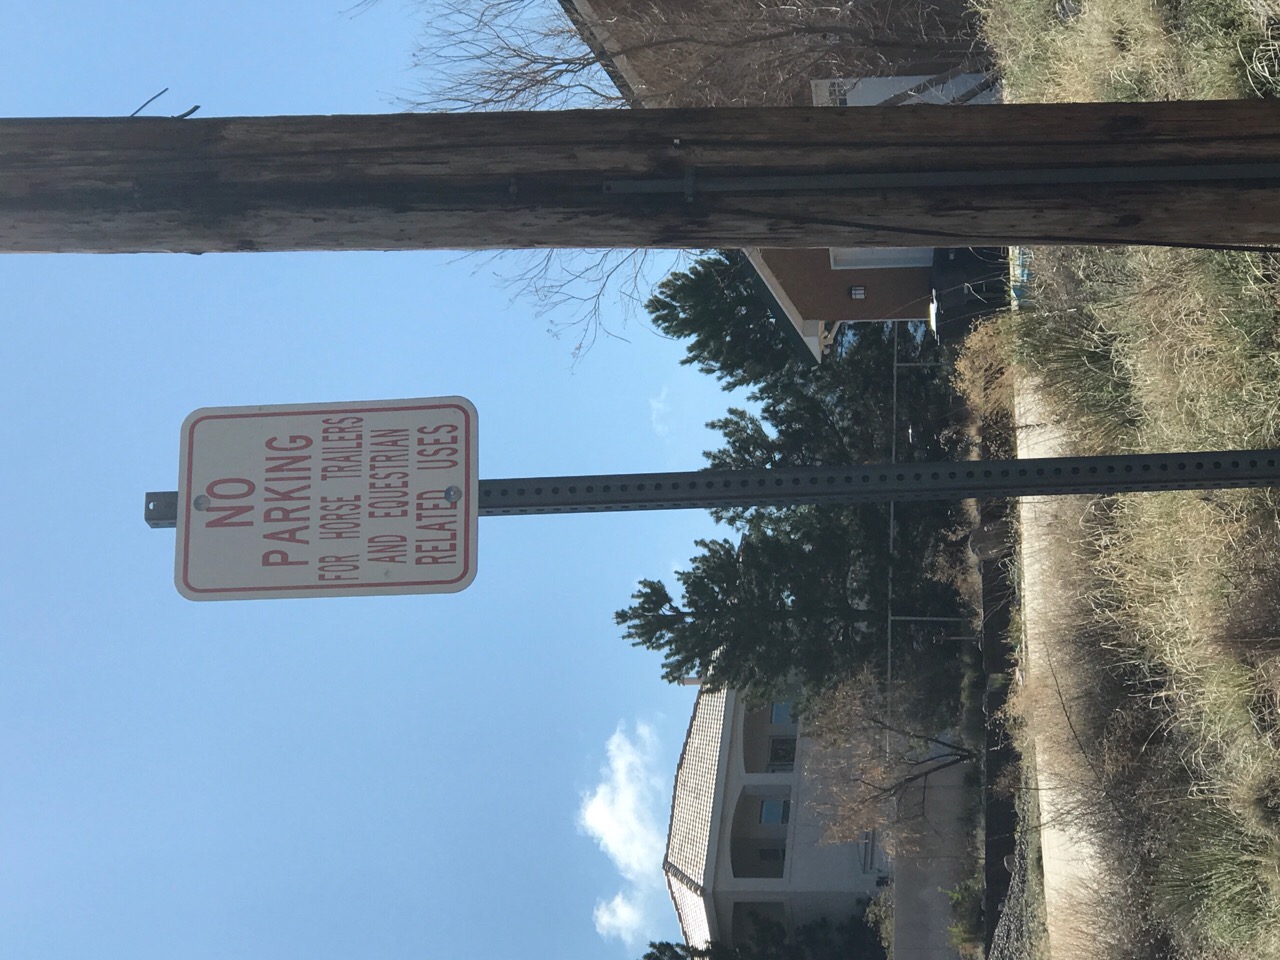 NO
PARKING
FOR HORSE TRAILERS
AND EQUESTRIAN
RELATED USES